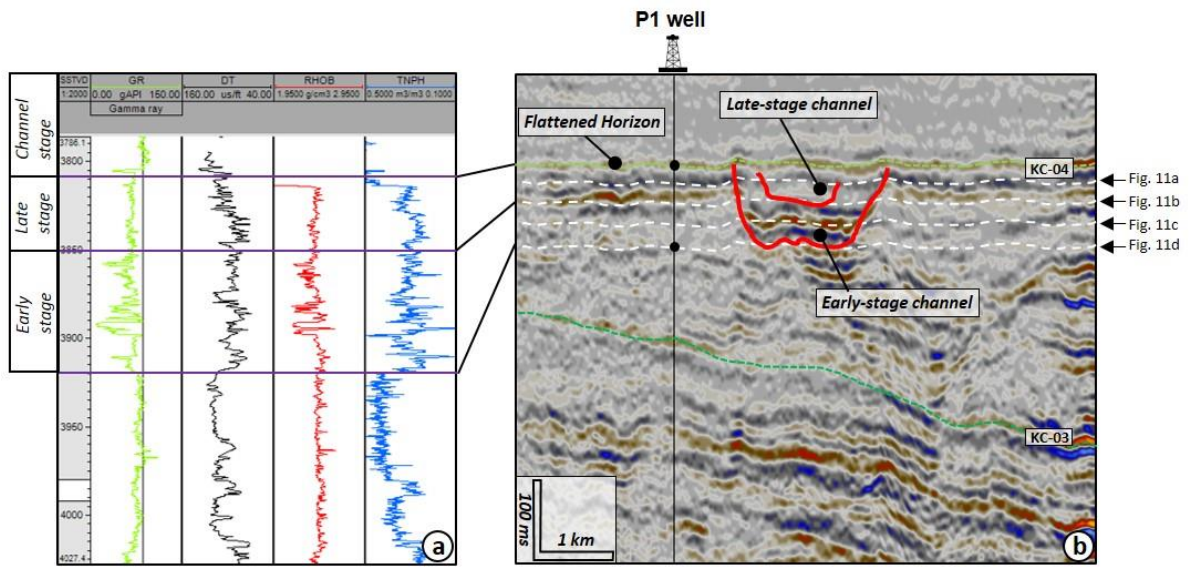 P1 well
SSTVD GR DT RHOB TNPH
1:2000 0.00 gAPI 150.00 160.00 us/ft 40.00 1.9500 g/cm3 2.9500 0.5000 m3/m3 0.1000
Gamma ray
Channel
stage
Late
stage
Early
stage
3786.1
3800
3850
3900
3950
4000
4027.4
a
Flattened Horizon
Late-stage channel
Early-stage channel
KC-04
KC-03
Fig. 11a
Fig. 11b
Fig. 11c
Fig. 11d
100 ms
1 km
b